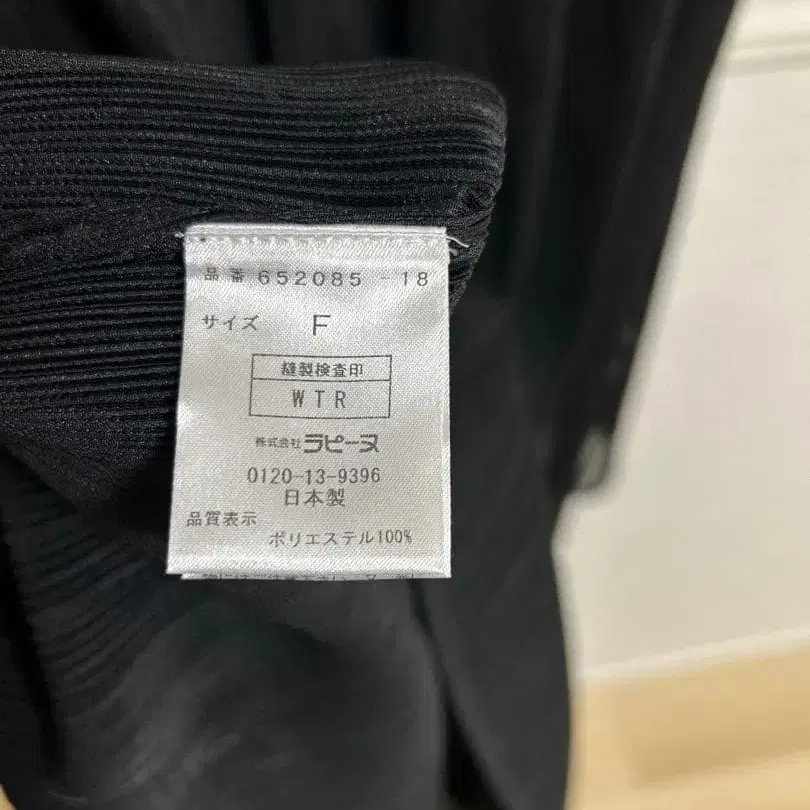 品番 652085-18
サイズ F
縫製検査印
WTR
株式会社 ラピーヌ
0120-13-9396
日本製
品質表示
ポリエステル100%